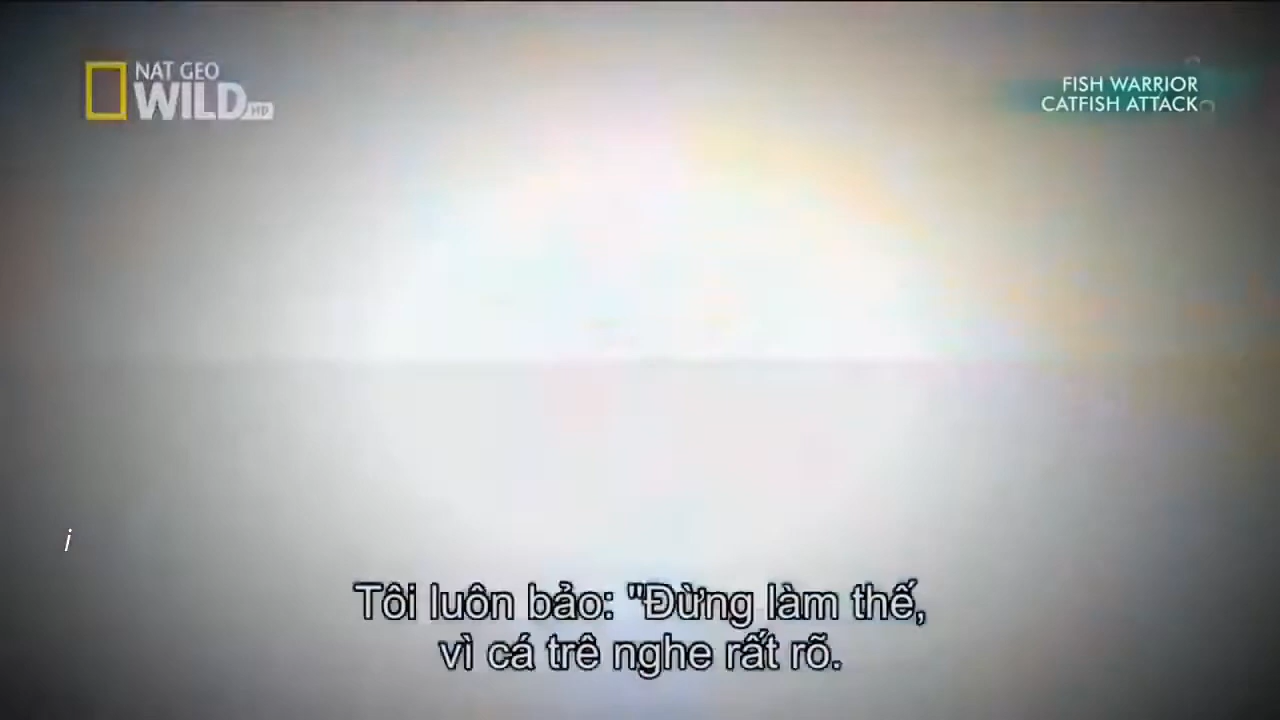 NAT GEO
WILD HD
FISH WARRIOR
CATFISH ATTACK
i
Tôi luôn bảo: "Đừng làm thế,
vì cá trê nghe rất rõ.